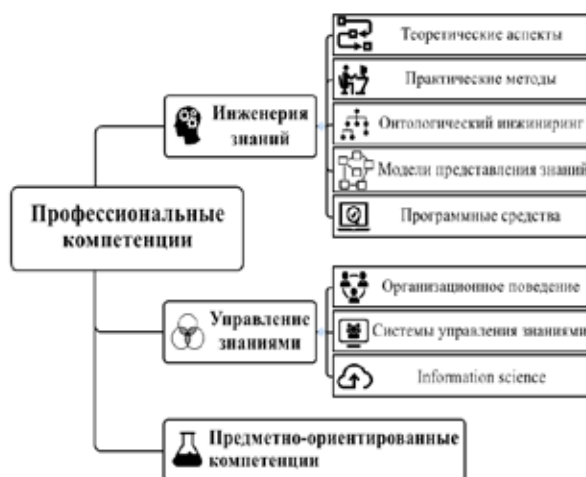 Профессиональные
компетенции
Инженерия
знаний
Теоретические аспекты
Практические методы
Онтологический инжиниринг
Модели представления знаний
Программные средства
Управление
знаниями
Организационное поведение
Системы управления знаниями
Information science
Предметно-ориентированные
компетенции